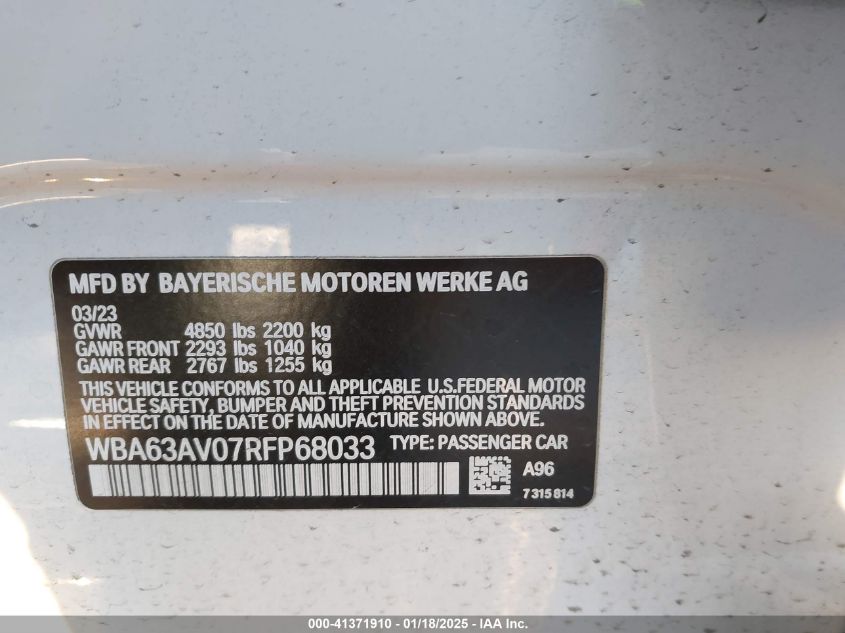 MFD BY BAYERISCHE MOTOREN WERKE AG
03/23
GVWR 4850 lbs 2200 kg
GAWR FRONT 2293 lbs 1040 kg
GAWR REAR 2767 lbs 1255 kg
THIS VEHICLE CONFORMS TO ALL APPLICABLE U.S.FEDERAL MOTOR
VEHICLE SAFETY, BUMPER AND THEFT PREVENTION STANDARDS
IN EFFECT ON THE DATE OF MANUFACTURE SHOWN ABOVE.
WBA63AV07RFP68033 TYPE: PASSENGER CAR
A96
7 315 814
000-41371910 - 01/18/2025 - IAA Inc.